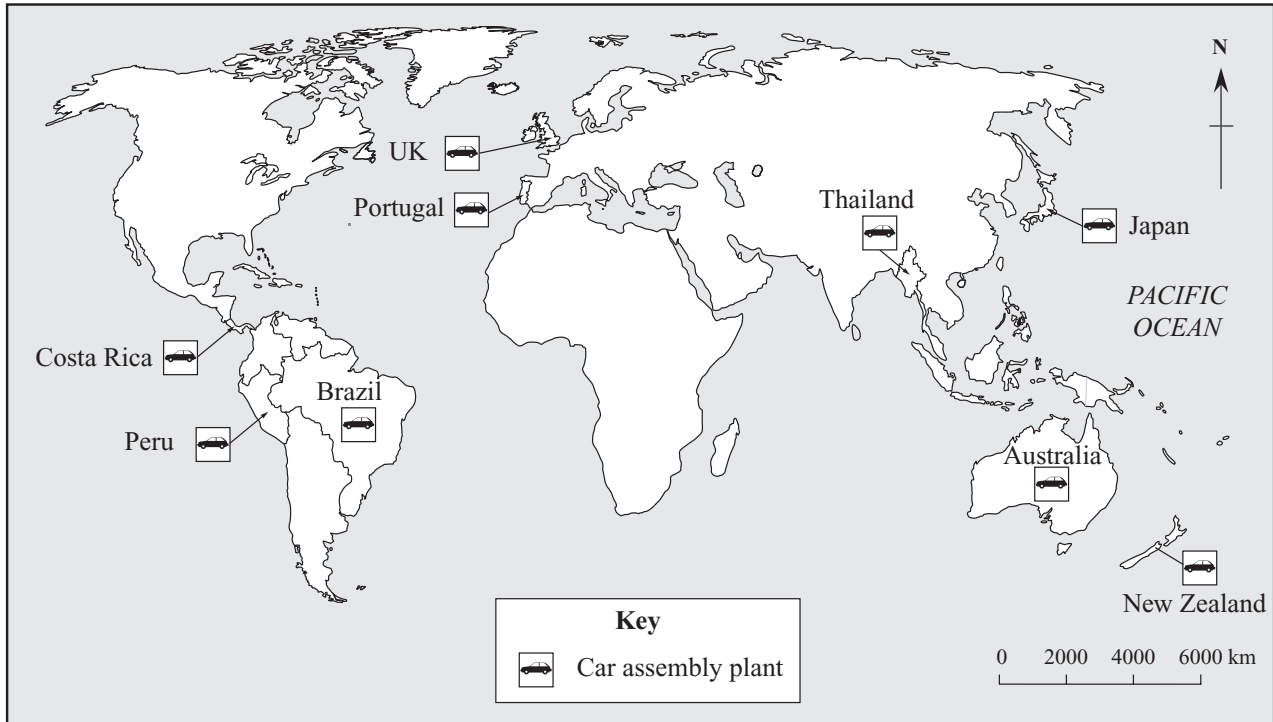 N
UK
Portugal
Thailand
Japan
PACIFIC
OCEAN
Costa Rica
Brazil
Peru
Australia
New Zealand
Key
Car assembly plant
0 2000 4000 6000 km